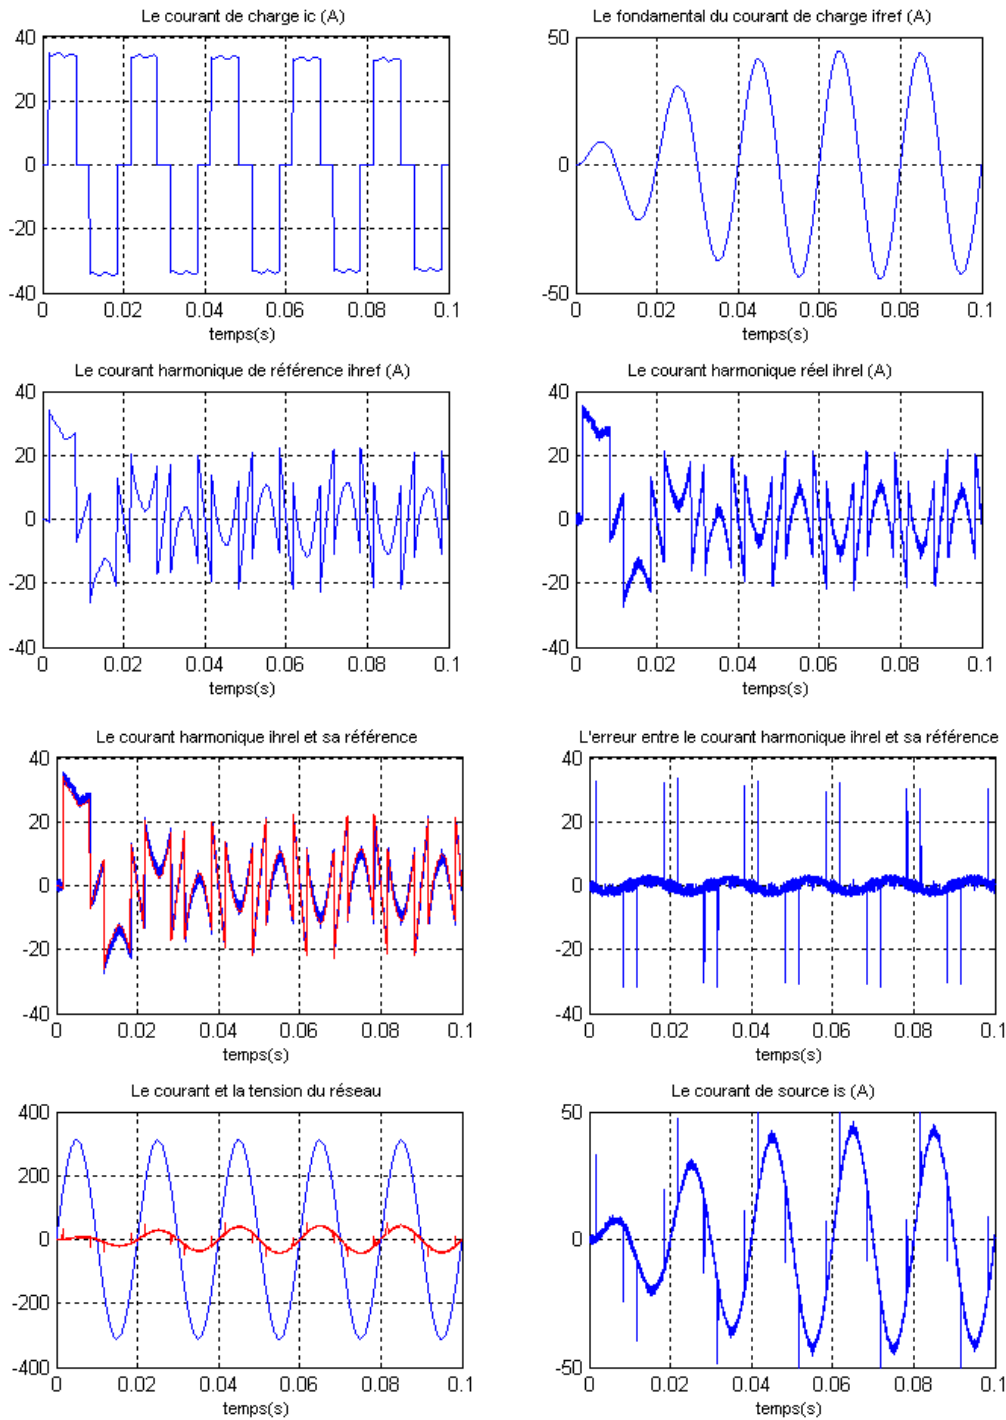 Le courant de charge ic (A)
Le fondamental du courant de charge ifref (A)
40
20
0
-20
-40
0 0.02 0.04 0.06 0.08 0.1
temps(s)
50
0
-50
0 0.02 0.04 0.06 0.08 0.1
temps(s)
Le courant harmonique de référence ihref (A)
Le courant harmonique réel ihrel (A)
40
20
0
-20
-40
0 0.02 0.04 0.06 0.08 0.1
temps(s)
40
20
0
-20
-40
0 0.02 0.04 0.06 0.08 0.1
temps(s)
Le courant harmonique ihrel et sa référence
L'erreur entre le courant harmonique ihrel et sa référence
40
20
0
-20
-40
0 0.02 0.04 0.06 0.08 0.1
temps(s)
40
20
0
-20
-40
0 0.02 0.04 0.06 0.08 0.1
temps(s)
Le courant et la tension du réseau
Le courant de source is (A)
400
200
0
-200
-400
0 0.02 0.04 0.06 0.08 0.1
temps(s)
50
0
-50
0 0.02 0.04 0.06 0.08 0.1
temps(s)